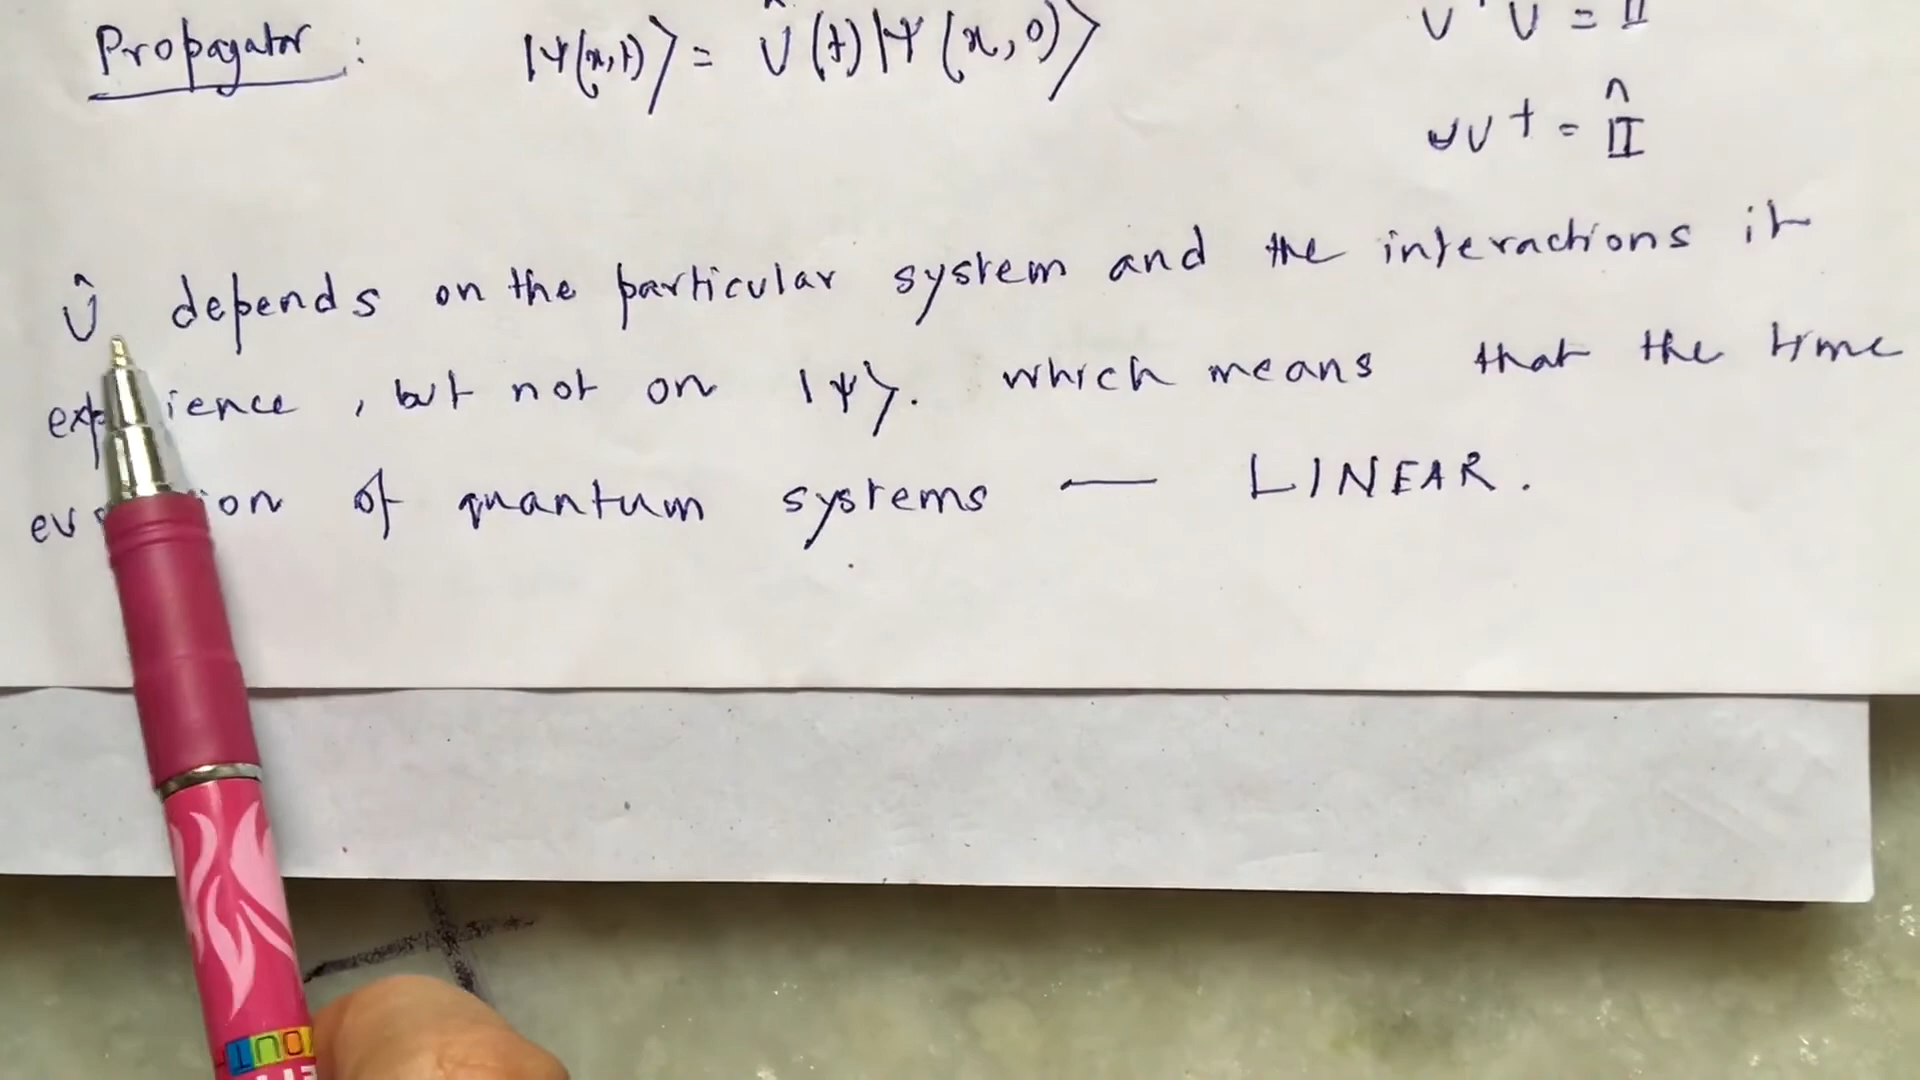 Propagator : |Ψ(x,t)⟩ = Û(t)|Ψ(x,0)⟩
U†U = 𝕀
UU† = 𝕀̂
Û depends on the particular system and the interactions it
, but not on |Ψ⟩. which means that the time
of quantum systems — LINEAR.